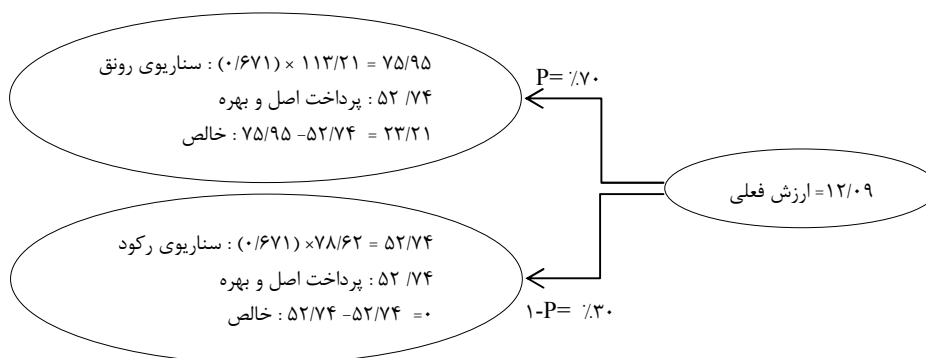 سناریوی رونق : (۰/۶۷۱) × ۱۱۳/۲۱ = ۷۵/۹۵
پرداخت اصل و بهره : ۵۲ /۷۴
خالص : ۷۵/۹۵ -۵۲/۷۴ = ۲۳/۲۱
P= ٪۷۰
ارزش فعلی =۱۲/۰۹
سناریوی رکود : (۰/۶۷۱) ×۷۸/۶۲ = ۵۲/۷۴
پرداخت اصل و بهره : ۵۲ /۷۴
خالص : ۵۲/۷۴ -۵۲/۷۴ =۰
۱-P= ٪۳۰